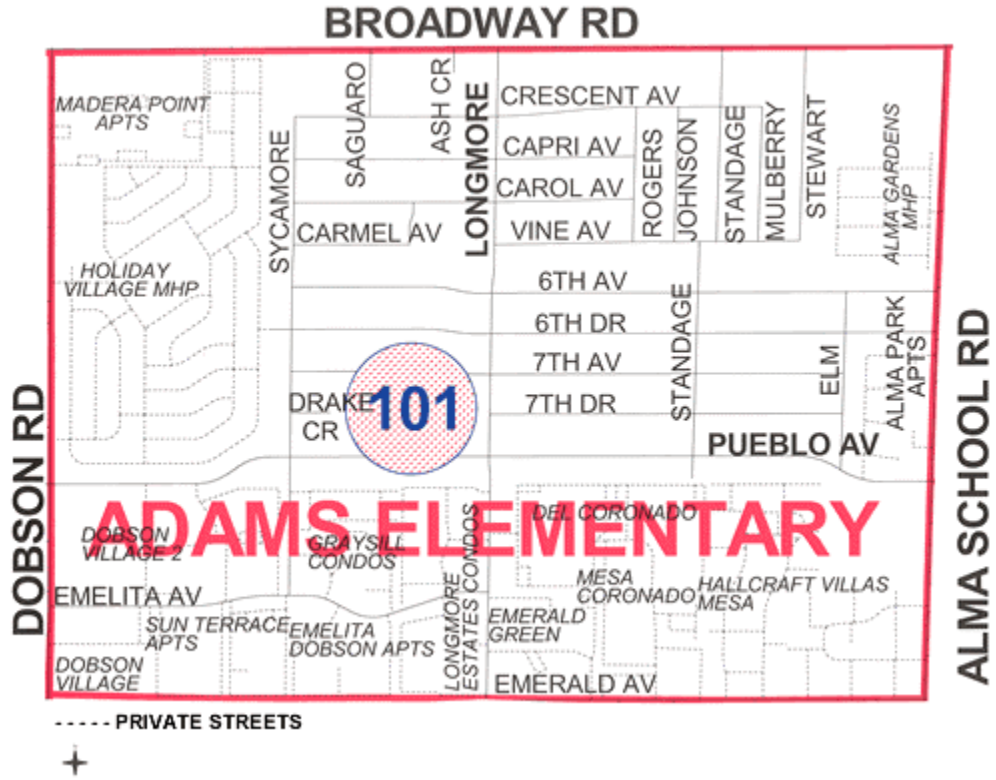 BROADWAY RD
MADERA POINT
APTS
SYCAMORE
SAGUARO
ASH CR
LONGMORE
CRESCENT AV
CAPRI AV
CAROL AV
VINE AV
CARMEL AV
ROGERS
JOHNSON
STANDAGE
MULBERRY
STEWART
ALMA GARDENS
MHP
HOLIDAY
VILLAGE MHP
6TH AV
6TH DR
7TH AV
7TH DR
STANDAGE
ELM
ALMA PARK
APTS
DRAKE
CR
101
PUEBLO AV
DOBSON RD
ALMA SCHOOL RD
ADAMS ELEMENTARY
DOBSON
VILLAGE 2
GRAYSILL
CONDOS
LONGMORE
ESTATES CONDOS
DEL CORONADO
MESA
CORONADO
HALLCRAFT VILLAS
MESA
EMELITA AV
SUN TERRACE
APTS
EMELITA
DOBSON APTS
EMERALD
GREEN
DOBSON
VILLAGE
EMERALD AV
- - - - - PRIVATE STREETS